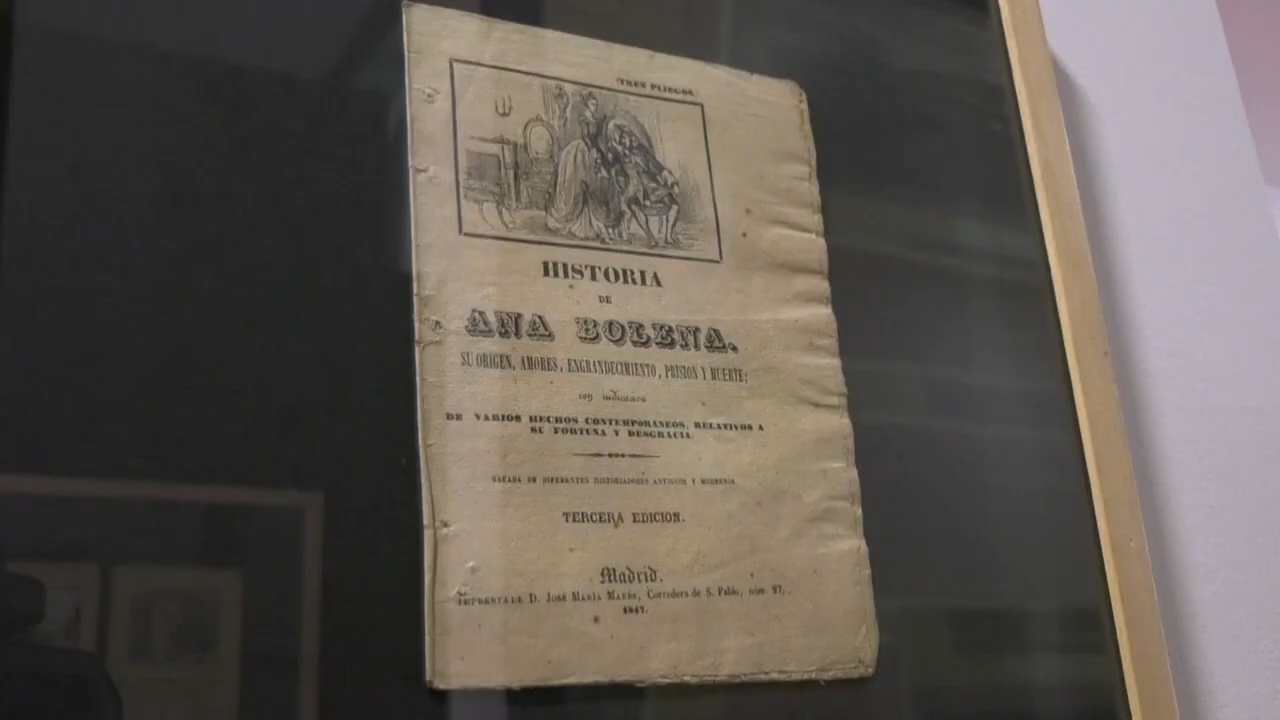 (TRES PLIEGOS.)
HISTORIA
DE
ANA BOLENA.
SU ORIGEN, AMORES, ENGRANDECIMIENTO, PRISION Y MUERTE;
con indicacion
DE VARIOS HECHOS CONTEMPORANEOS, RELATIVOS A
SU FORTUNA Y DESGRACIA.
SACADA DE DIFERENTES HISTORIADORES ANTIGUOS Y MODERNOS.
TERCERA EDICION.
Madrid.
IMPRENTA DE D. JOSÉ MARÍA MARÉS, Corredera de S. Pablo, núm. 27.
1847.